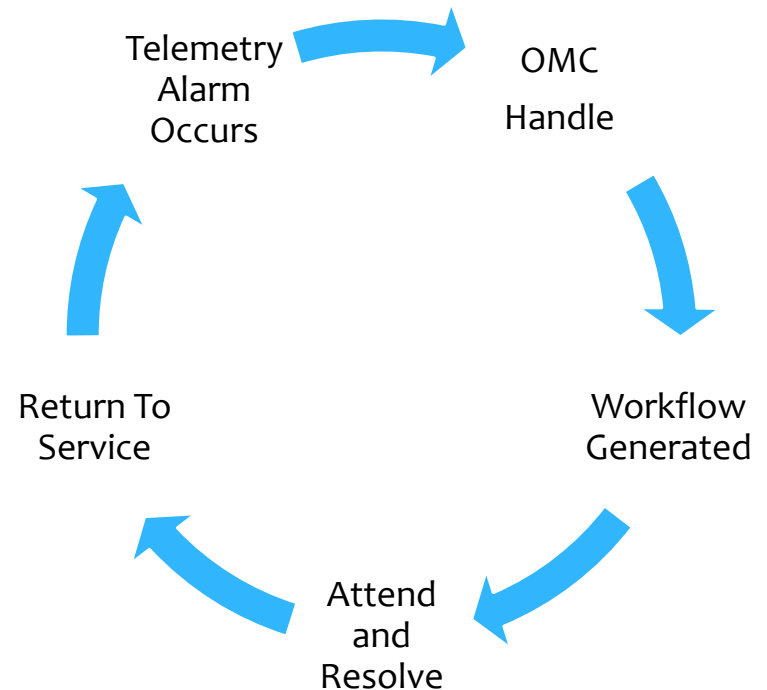 Telemetry
Alarm
Occurs
OMC
Handle
Workflow
Generated
Attend
and
Resolve
Return To
Service